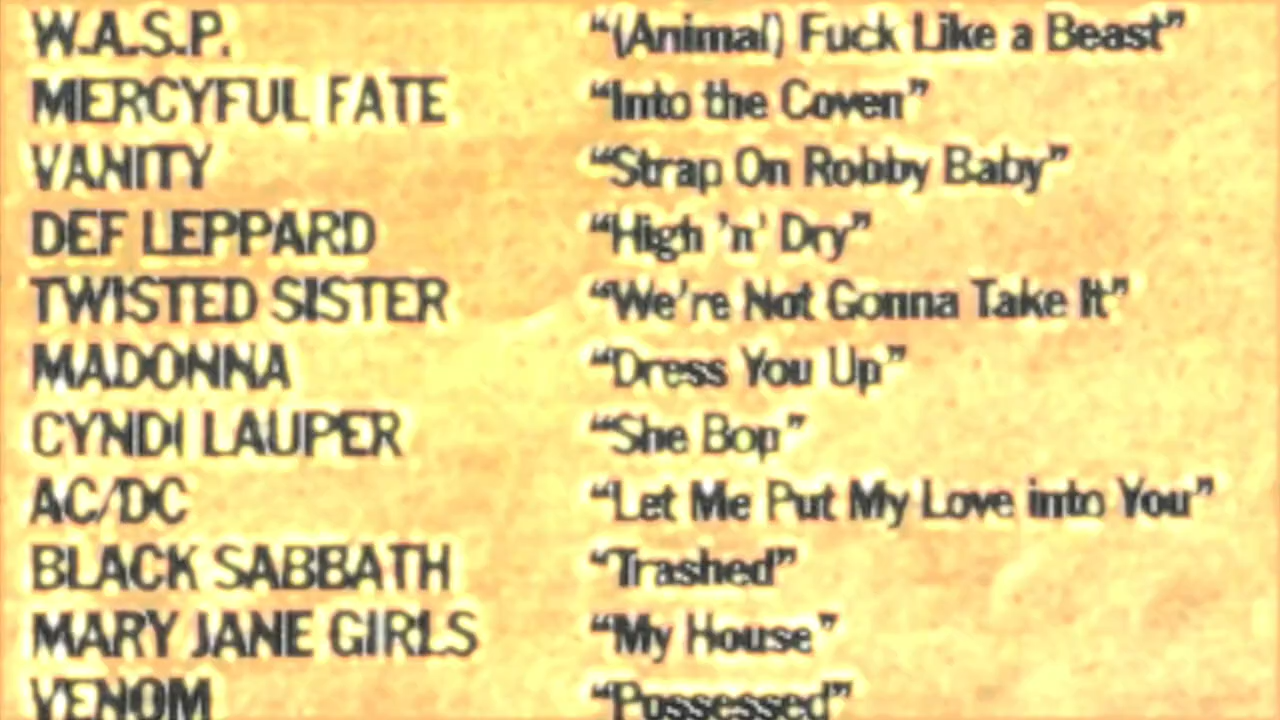 W.A.S.P. “(Animal) Fuck Like a Beast”
MERCYFUL FATE “Into the Coven”
VANITY “Strap On Robby Baby”
DEF LEPPARD “High 'n' Dry”
TWISTED SISTER “We're Not Gonna Take It”
MADONNA “Dress You Up”
CYNDI LAUPER “She Bop”
AC/DC “Let Me Put My Love into You”
BLACK SABBATH “Trashed”
MARY JANE GIRLS “My House”
VENOM “Possessed”